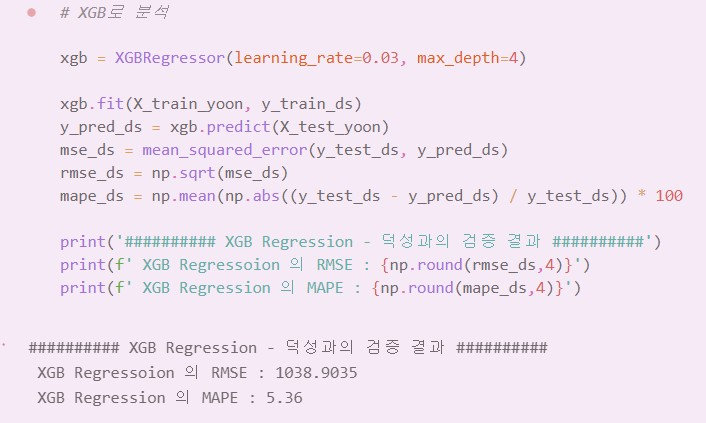 # XGB로 분석
xgb = XGBRegressor(learning_rate=0.03, max_depth=4)
xgb.fit(X_train_yoon, y_train_ds)
y_pred_ds = xgb.predict(X_test_yoon)
mse_ds = mean_squared_error(y_test_ds, y_pred_ds)
rmse_ds = np.sqrt(mse_ds)
mape_ds = np.mean(np.abs((y_test_ds - y_pred_ds) / y_test_ds)) * 100
print('########## XGB Regression - 덕성과의 검증 결과 ##########')
print(f' XGB Regressoion 의 RMSE : {np.round(rmse_ds,4)}')
print(f' XGB Regression 의 MAPE : {np.round(mape_ds,4)}')
########## XGB Regression - 덕성과의 검증 결과 ##########
XGB Regressoion 의 RMSE : 1038.9035
XGB Regression 의 MAPE : 5.36